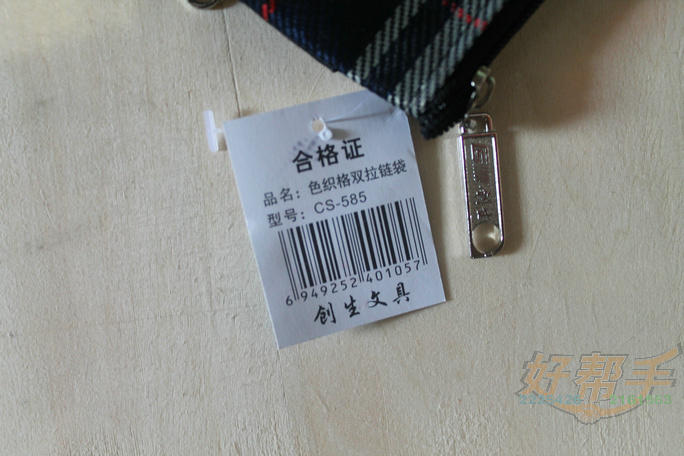 合格证
品名：色织格双拉链袋
型号：CS-585
6 949252 401057
创生文具
好帮手